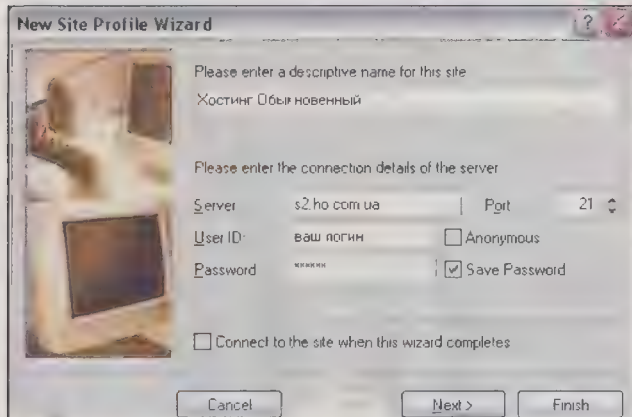 New Site Profile Wizard
Please enter a descriptive name for this site
Хостинг Обыкновенный
Please enter the connection details of the server
Server s2.ho.com.ua Port 21
User ID: ваш логин Anonymous
Password ****** Save Password
Connect to the site when this wizard completes
Cancel Next > Finish